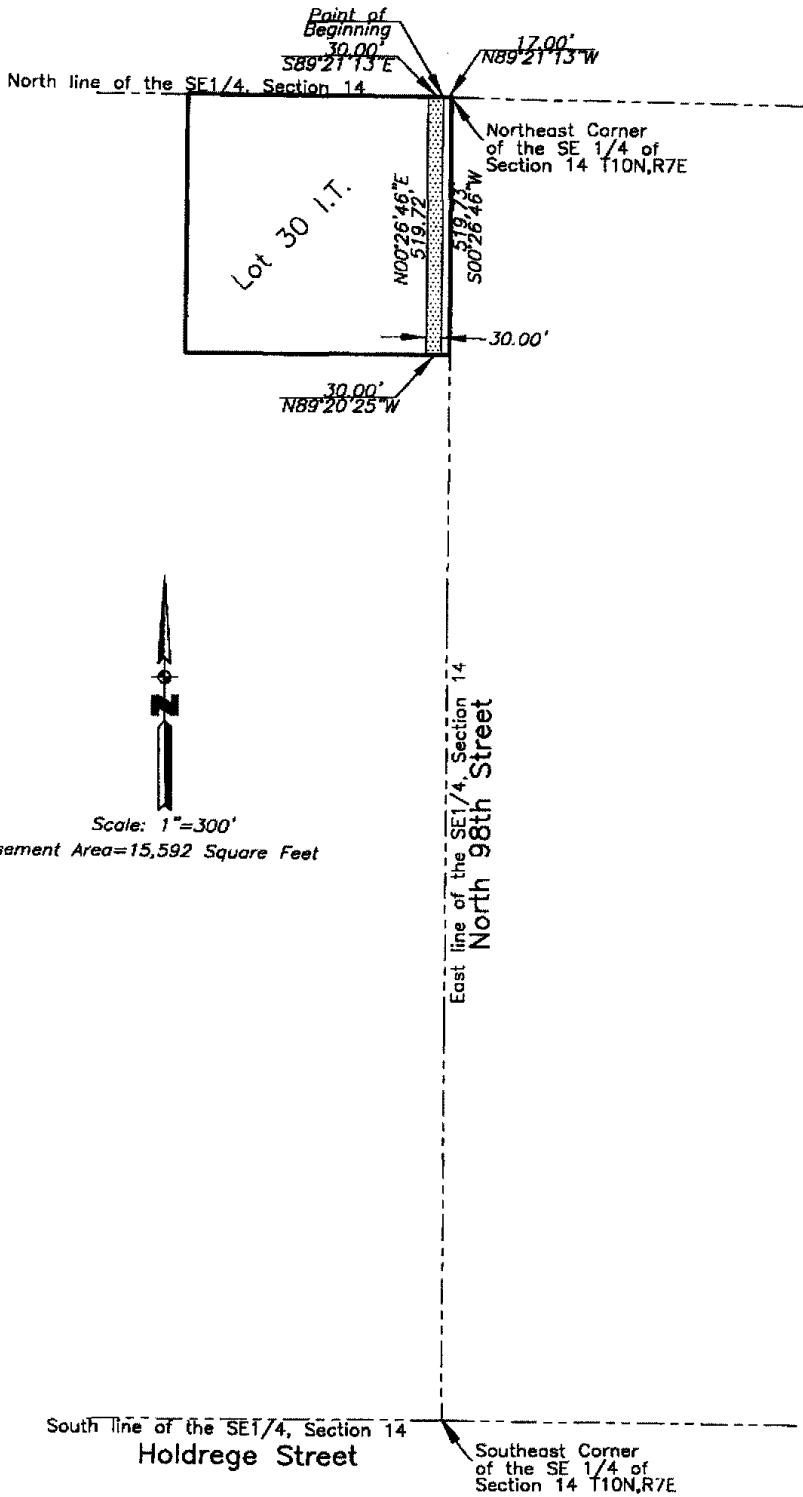 Point of
Beginning
30.00'
S89°21'13"E
17.00'
N89°21'13"W
North line of the SE1/4, Section 14
Northeast Corner
of the SE 1/4 of
Section 14 T10N,R7E
Lot 30 I.T.
N00°26'46"E
519.72'
519.73'
S00°26'46"W
30.00'
30.00'
N89°20'25"W
N
Scale: 1"=300'
sement Area=15,592 Square Feet
East line of the SE1/4, Section 14
North 98th Street
South line of the SE1/4, Section 14
Holdrege Street
Southeast Corner
of the SE 1/4 of
Section 14 T10N,R7E